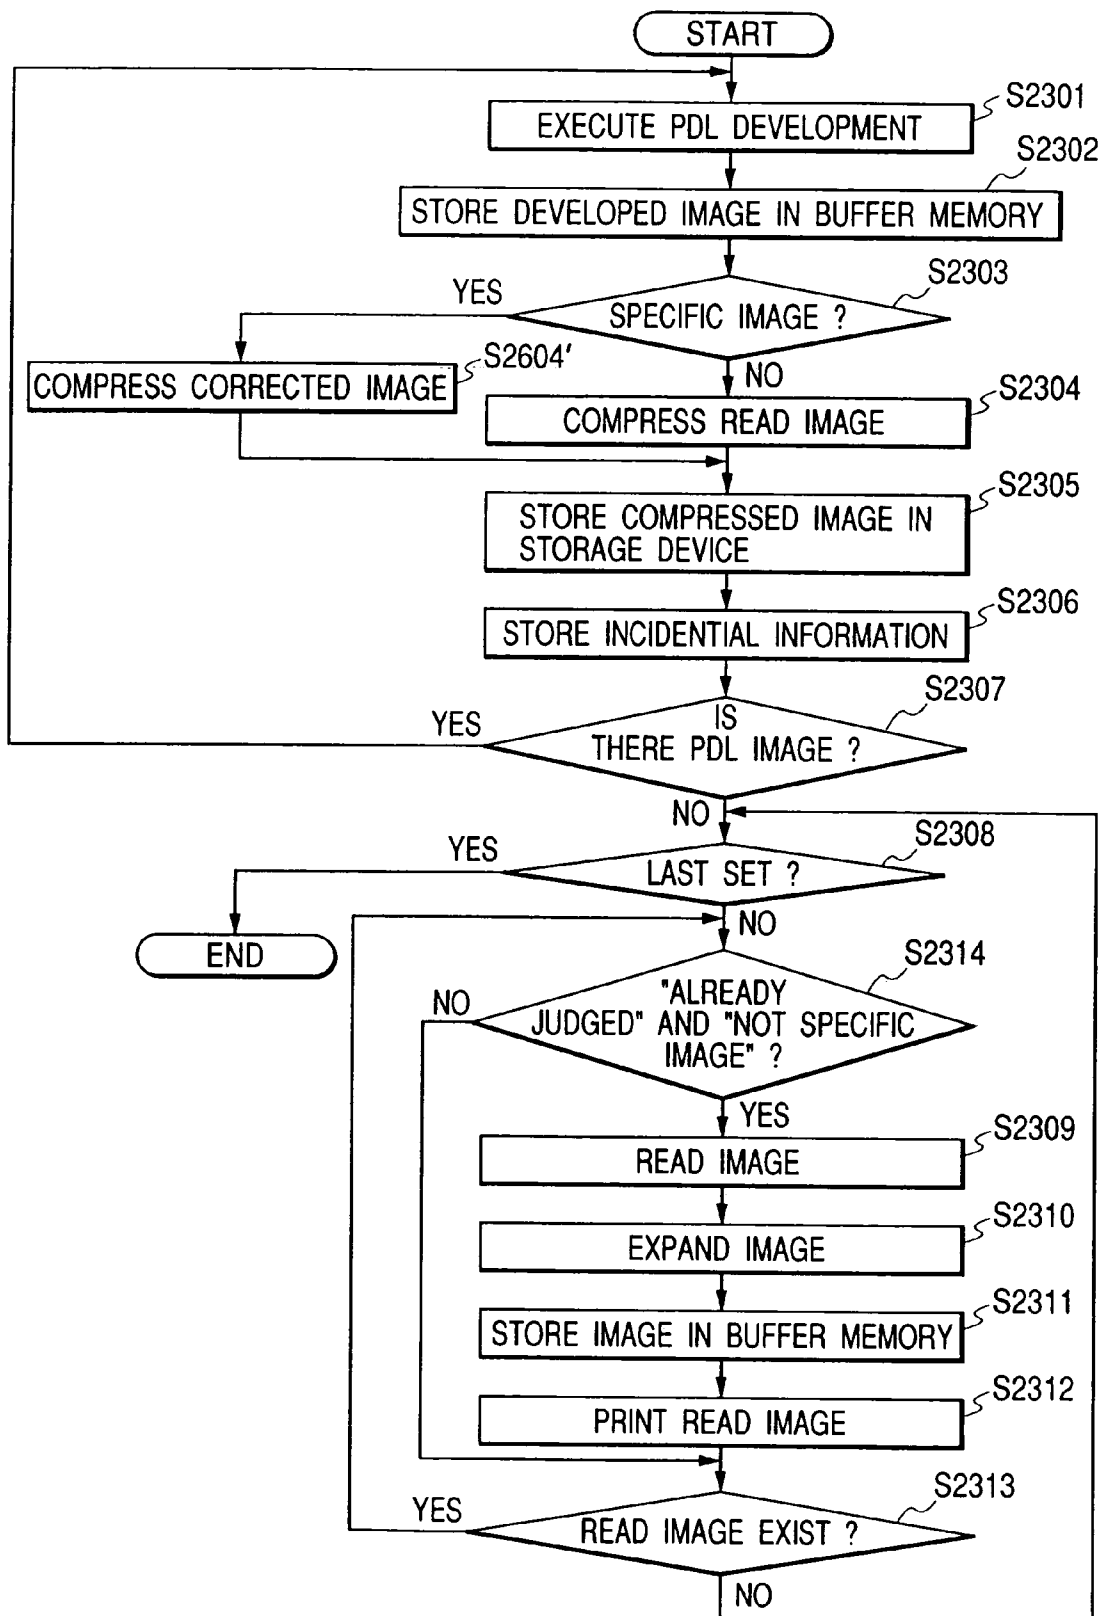 START
S2301
EXECUTE PDL DEVELOPMENT
S2302
STORE DEVELOPED IMAGE IN BUFFER MEMORY
S2303
YES
SPECIFIC IMAGE ?
S2604'
NO
COMPRESS CORRECTED IMAGE
S2304
COMPRESS READ IMAGE
S2305
STORE COMPRESSED IMAGE IN
STORAGE DEVICE
S2306
STORE INCIDENTIAL INFORMATION
S2307
YES
IS
THERE PDL IMAGE ?
NO
S2308
YES
LAST SET ?
NO
END
S2314
NO
"ALREADY
JUDGED" AND "NOT SPECIFIC
IMAGE" ?
YES
S2309
READ IMAGE
S2310
EXPAND IMAGE
S2311
STORE IMAGE IN BUFFER MEMORY
S2312
PRINT READ IMAGE
S2313
YES
READ IMAGE EXIST ?
NO